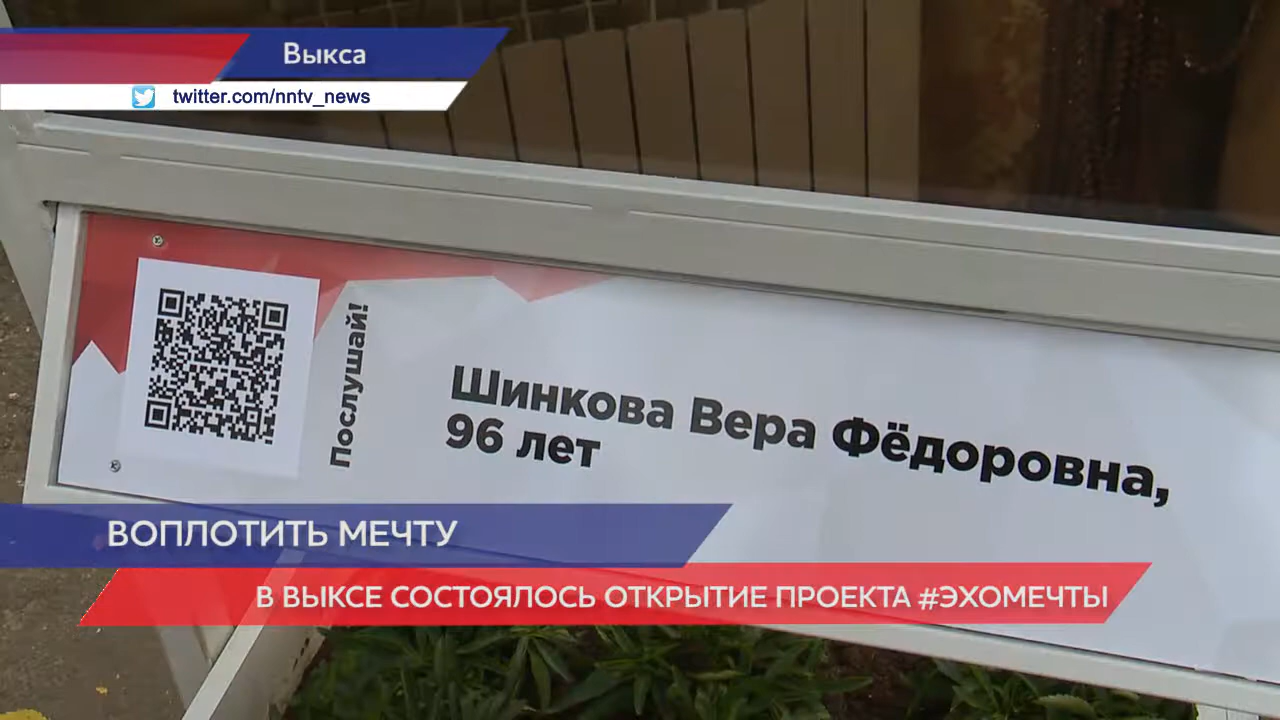 Выкса
twitter.com/nntv_news
Послушай!
Шинкова Вера Фёдоровна,
96 лет
ВОПЛОТИТЬ МЕЧТУ
В ВЫКСЕ СОСТОЯЛОСЬ ОТКРЫТИЕ ПРОЕКТА #ЭХОМЕЧТЫ